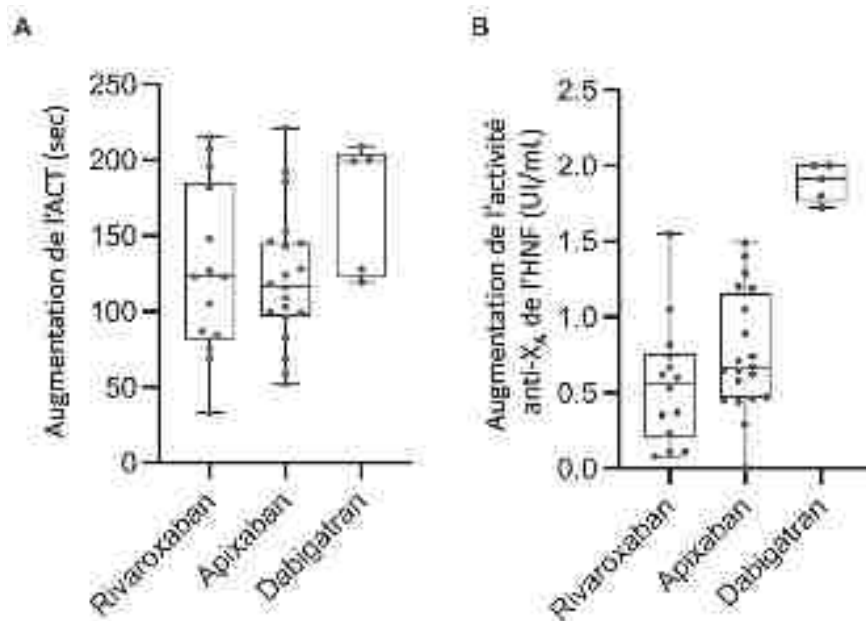 A
Augmentation de l'ACT (sec)
250
200
150
100
50
0
Rivaroxaban
Apixaban
Dabigatran
B
Augmentation de l'activité
anti-XA de l'HNF (UI/mL)
2.5
2.0
1.5
1.0
0.5
0.0
Rivaroxaban
Apixaban
Dabigatran